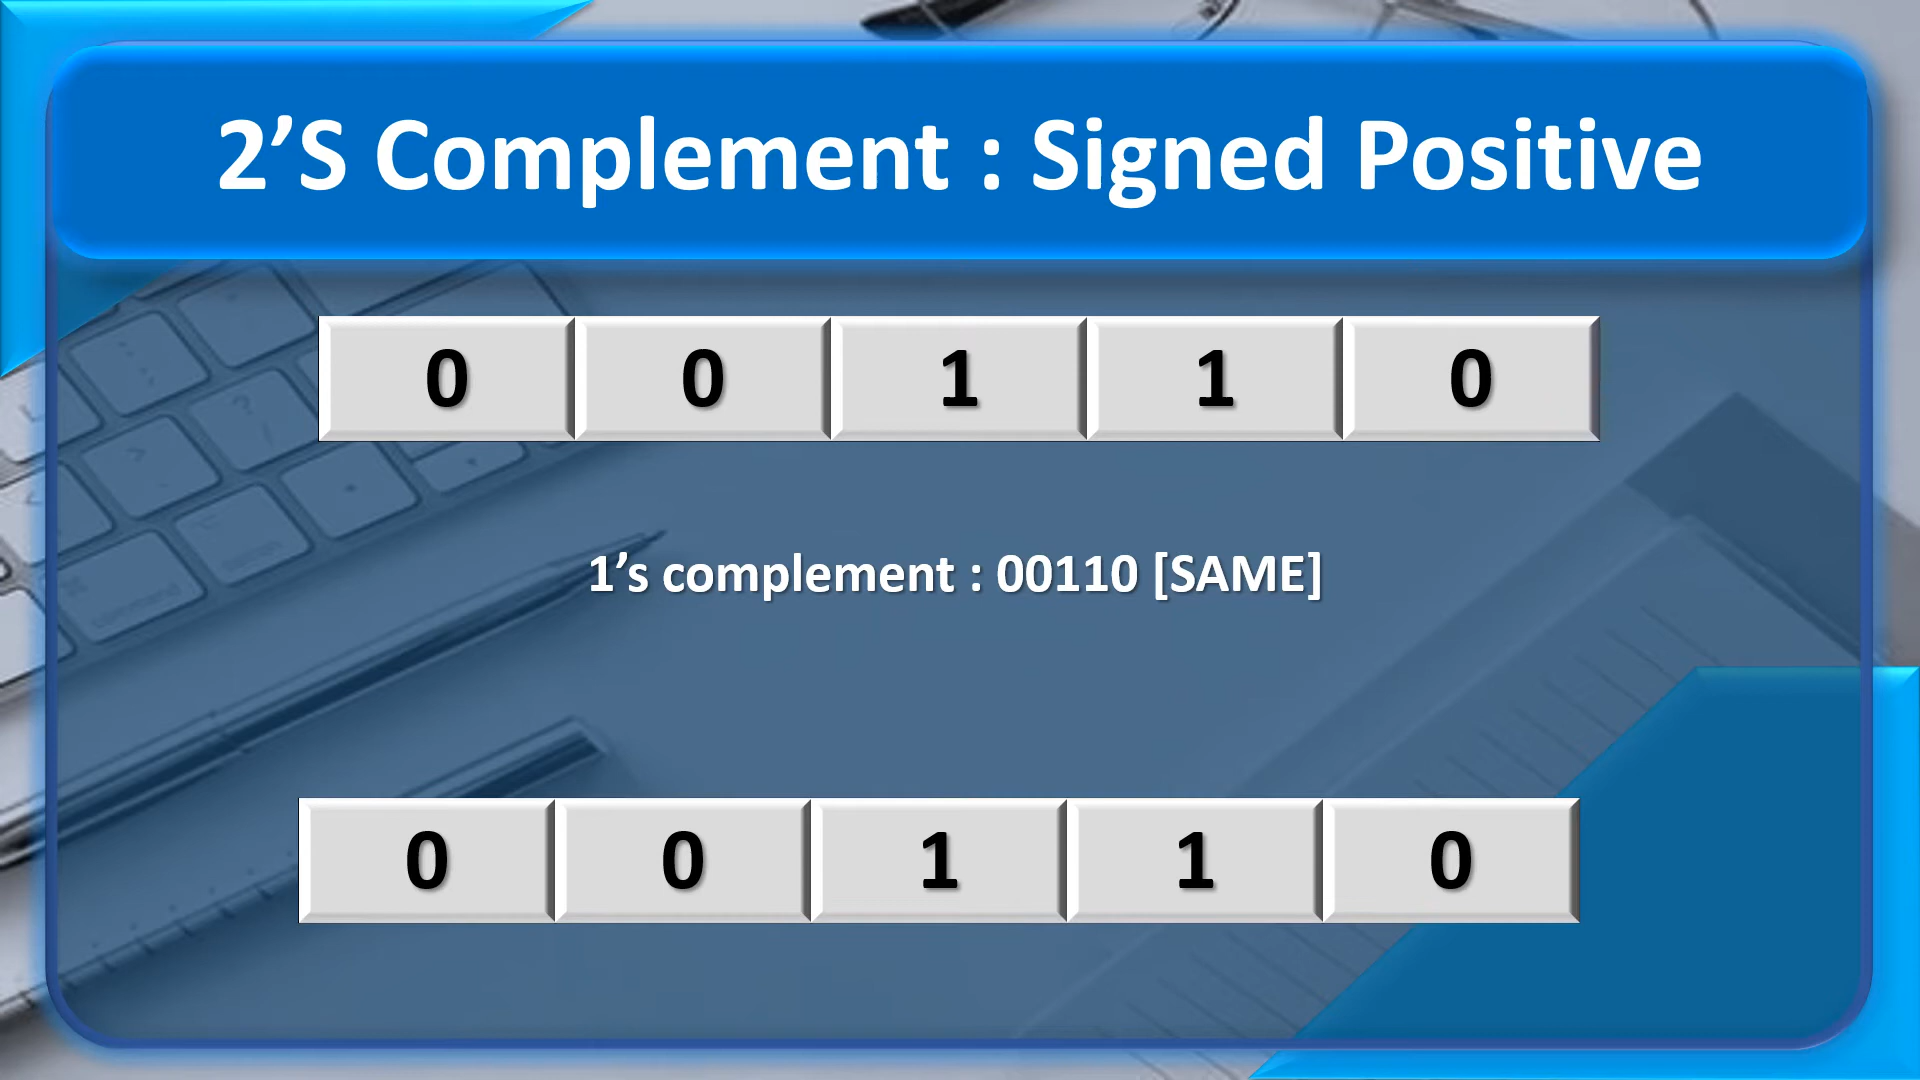 2’S Complement : Signed Positive
0 0 1 1 0
1’s complement : 00110 [SAME]
0 0 1 1 0